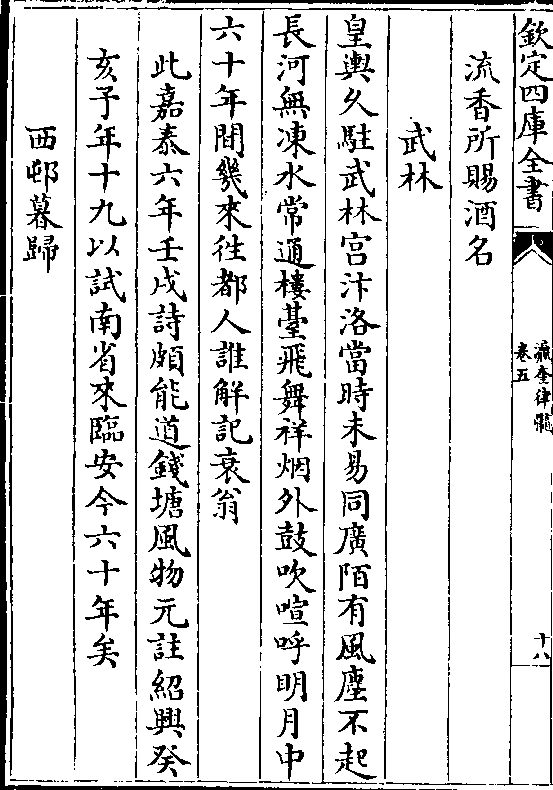 欽定四庫全書
瀛奎律髓
卷五
十八
流香所賜酒名
武林
皇輿久駐武林宫汴洛當時未易同廣陌有風塵不起
長河無凍水常通樓臺飛舞祥烟外鼓吹喧呼明月中
六十年間幾來徃都人誰解記衰翁
此嘉泰六年壬戌詩頗能道錢塘風物元註紹興癸
亥子年十九以試南省來臨安今六十年矣
西邨暮歸